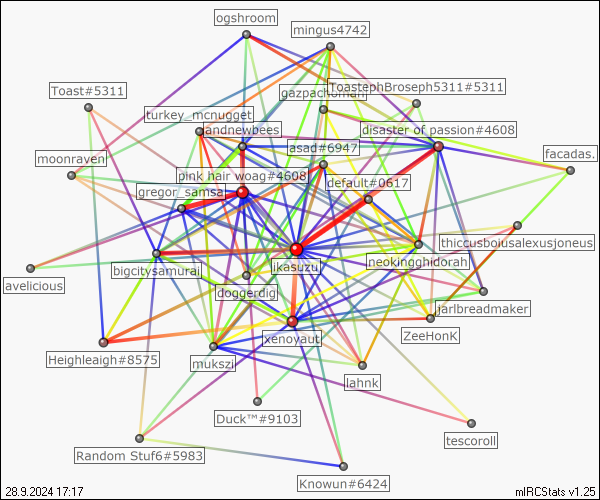 ogshroom
mingus4742
Toast#5311
gazpachoman
ToastephBroseph5311#5311
turkey_mcnugget
andnewbees
disaster of passion#4608
asad#6947
moonraven
facadas.
pink hair woag#4608
default#0617
gregor_samsa
thiccusboiusalexusjoneus
neokingghidorah
bigcitysamurai
ikasuzu
avelicious
doggerdig
jarlbreadmaker
xenoyaut
ZeeHonK
Heighleaigh#8575
mukszi
iahnk
Duck™#9103
tescoroll
Random Stuf6#5983
Knowun#6424
28.9.2024 17:17
mIRCStats v1.25